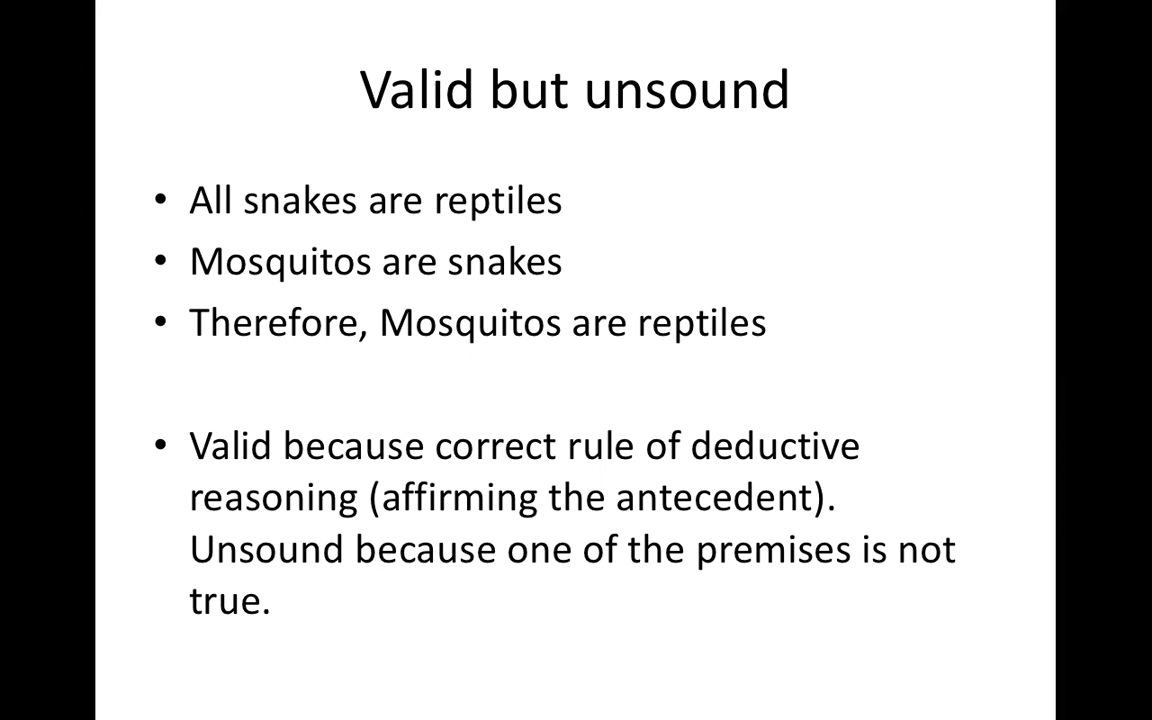 Valid but unsound
• All snakes are reptiles
• Mosquitos are snakes
• Therefore, Mosquitos are reptiles
• Valid because correct rule of deductive
reasoning (affirming the antecedent).
Unsound because one of the premises is not
true.